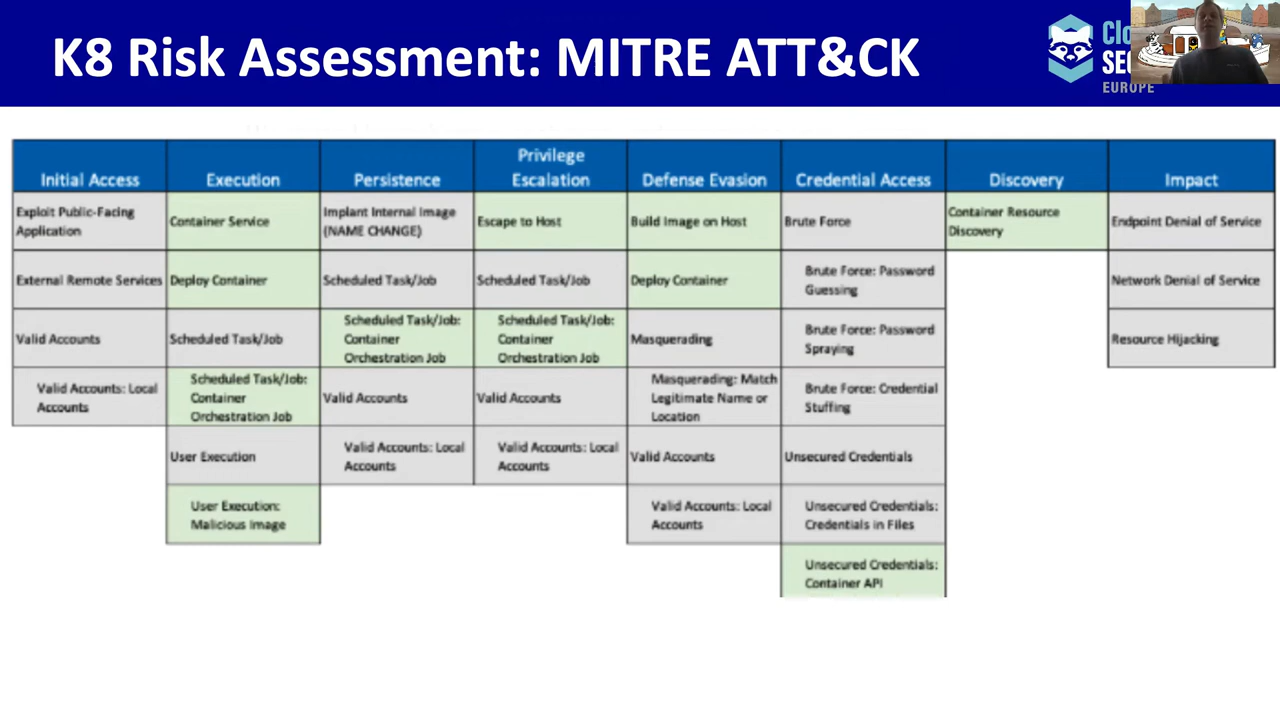 K8 Risk Assessment: MITRE ATT&CK
EUROPE
Initial Access
Execution
Persistence
Privilege
Escalation
Defense Evasion
Credential Access
Discovery
Impact
Exploit Public-Facing
Application
Container Service
Implant Internal Image
(NAME CHANGE)
Escape to Host
Build Image on Host
Brute Force
Container Resource
Discovery
Endpoint Denial of Service
External Remote Services
Deploy Container
Scheduled Task/Job
Scheduled Task/Job
Deploy Container
Brute Force: Password
Guessing
Network Denial of Service
Valid Accounts
Scheduled Task/Job
Scheduled Task/Job:
Container
Orchestration Job
Scheduled Task/Job:
Container
Orchestration Job
Masquerading
Brute Force: Password
Spraying
Resource Hijacking
Valid Accounts: Local
Accounts
Scheduled Task/Job:
Container
Orchestration Job
Valid Accounts
Valid Accounts
Masquerading: Match
Legitimate Name or
Location
Brute Force: Credential
Stuffing
User Execution
Valid Accounts: Local
Accounts
Valid Accounts: Local
Accounts
Valid Accounts
Unsecured Credentials
User Execution:
Malicious Image
Valid Accounts: Local
Accounts
Unsecured Credentials:
Credentials in Files
Unsecured Credentials:
Container API